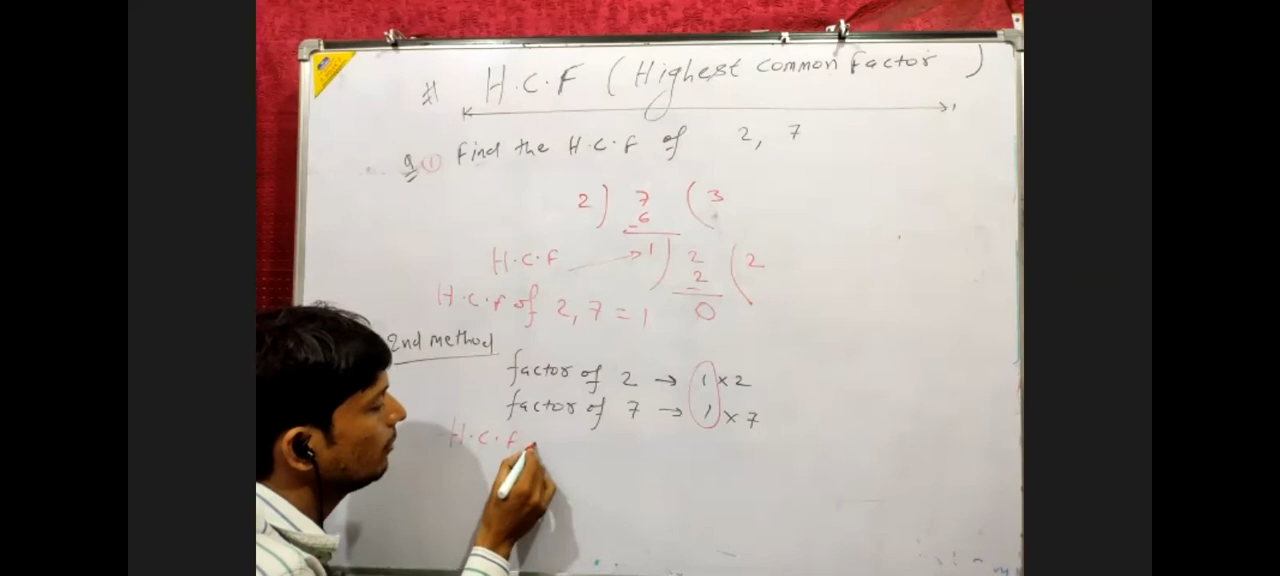 H.C.F (Highest common factor)
Q ① Find the H.C.F of 2, 7
2 ) 7 ( 3
- 6
H.C.F → 1 ) 2 ( 2
- 2
0
H.C.F of 2, 7 = 1
2nd method
factor of 2 → 1 × 2
factor of 7 → 1 × 7
H.C.F